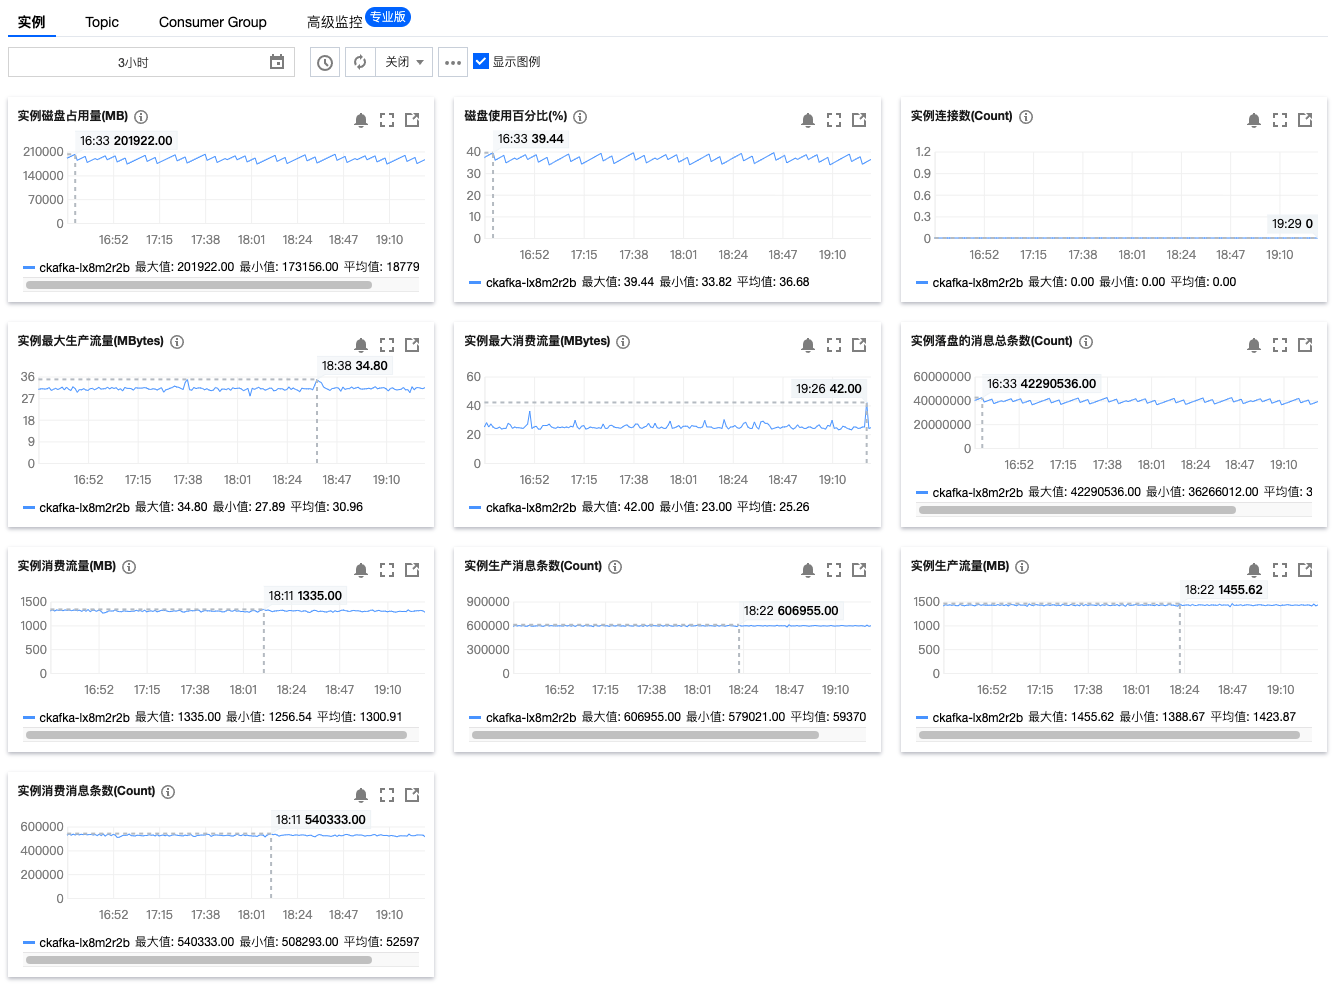 实例 Topic Consumer Group 高级监控 专业版
3小时 关闭 显示图例
实例磁盘占用量(MB)
16:33 201922.00
210000
140000
70000
0
16:52 17:15 17:38 18:01 18:24 18:47 19:10
ckafka-lx8m2r2b 最大值: 201922.00 最小值: 173156.00 平均值: 18779
磁盘使用百分比(%)
16:33 39.44
40
30
20
10
0
16:52 17:15 17:38 18:01 18:24 18:47 19:10
ckafka-lx8m2r2b 最大值: 39.44 最小值: 33.82 平均值: 36.68
实例连接数(Count)
1.2
0.9
0.6
0.3
0
19:29 0
16:52 17:15 17:38 18:01 18:24 18:47 19:10
ckafka-lx8m2r2b 最大值: 0.00 最小值: 0.00 平均值: 0.00
实例最大生产流量(MBytes)
18:38 34.80
36
27
18
9
0
16:52 17:15 17:38 18:01 18:24 18:47 19:10
ckafka-lx8m2r2b 最大值: 34.80 最小值: 27.89 平均值: 30.96
实例最大消费流量(MBytes)
19:26 42.00
60
40
20
0
16:52 17:15 17:38 18:01 18:24 18:47 19:10
ckafka-lx8m2r2b 最大值: 42.00 最小值: 23.00 平均值: 25.26
实例落盘的消息总条数(Count)
16:33 42290536.00
60000000
40000000
20000000
0
16:52 17:15 17:38 18:01 18:24 18:47 19:10
ckafka-lx8m2r2b 最大值: 42290536.00 最小值: 36266012.00 平均值: 3
实例消费流量(MB)
18:11 1335.00
1500
1000
500
0
16:52 17:15 17:38 18:01 18:24 18:47 19:10
ckafka-lx8m2r2b 最大值: 1335.00 最小值: 1256.54 平均值: 1300.91
实例生产消息条数(Count)
18:22 606955.00
900000
600000
300000
0
16:52 17:15 17:38 18:01 18:24 18:47 19:10
ckafka-lx8m2r2b 最大值: 606955.00 最小值: 579021.00 平均值: 59370
实例生产流量(MB)
18:22 1455.62
1500
1000
500
0
16:52 17:15 17:38 18:01 18:24 18:47 19:10
ckafka-lx8m2r2b 最大值: 1455.62 最小值: 1388.67 平均值: 1423.87
实例消费消息条数(Count)
18:11 540333.00
600000
400000
200000
0
16:52 17:15 17:38 18:01 18:24 18:47 19:10
ckafka-lx8m2r2b 最大值: 540333.00 最小值: 508293.00 平均值: 52597